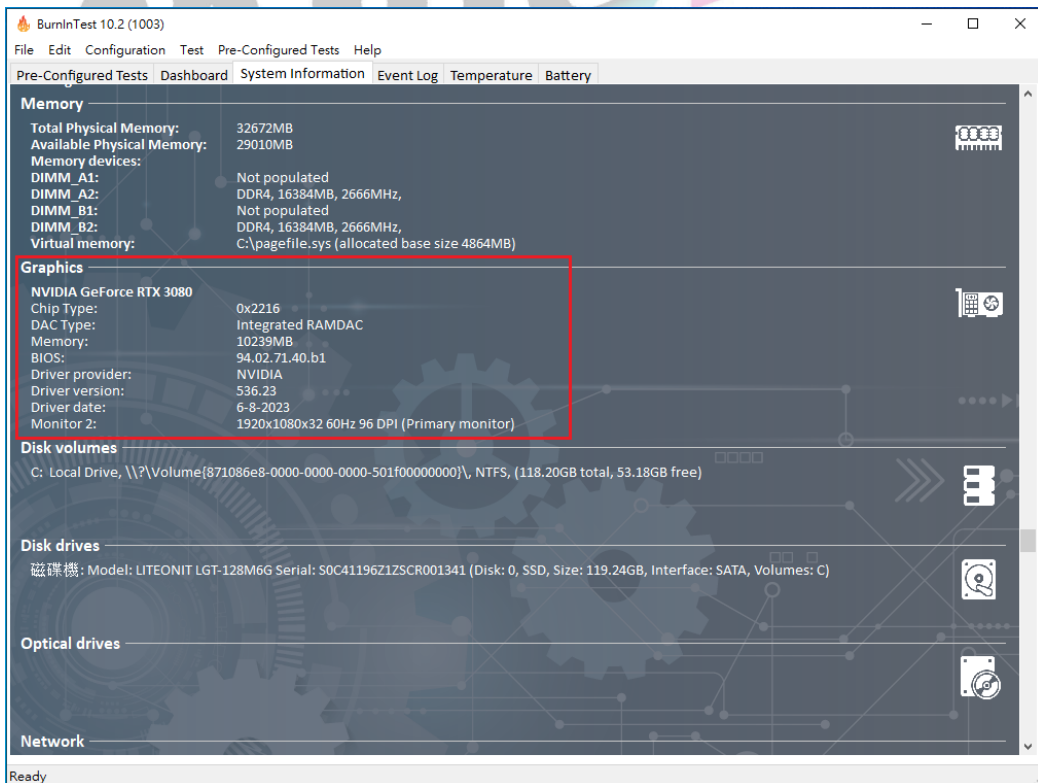 BurnInTest 10.2 (1003)
File Edit Configuration Test Pre-Configured Tests Help
Pre-Configured Tests Dashboard System Information Event Log Temperature Battery
Memory
Total Physical Memory: 32672MB
Available Physical Memory: 29010MB
Memory devices:
DIMM_A1: Not populated
DIMM_A2: DDR4, 16384MB, 2666MHz,
DIMM_B1: Not populated
DIMM_B2: DDR4, 16384MB, 2666MHz,
Virtual memory: C:\pagefile.sys (allocated base size 4864MB)
Graphics
NVIDIA GeForce RTX 3080
Chip Type: 0x2216
DAC Type: Integrated RAMDAC
Memory: 10239MB
BIOS: 94.02.71.40.b1
Driver provider: NVIDIA
Driver version: 536.23
Driver date: 6-8-2023
Monitor 2: 1920x1080x32 60Hz 96 DPI (Primary monitor)
Disk volumes
C: Local Drive, \\?\Volume{871086e8-0000-0000-0000-501f00000000}\, NTFS, (118.20GB total, 53.18GB free)
Disk drives
磁碟機: Model: LITEONIT LGT-128M6G Serial: S0C41196Z1ZSCR001341 (Disk: 0, SSD, Size: 119.24GB, Interface: SATA, Volumes: C)
Optical drives
Network
Ready